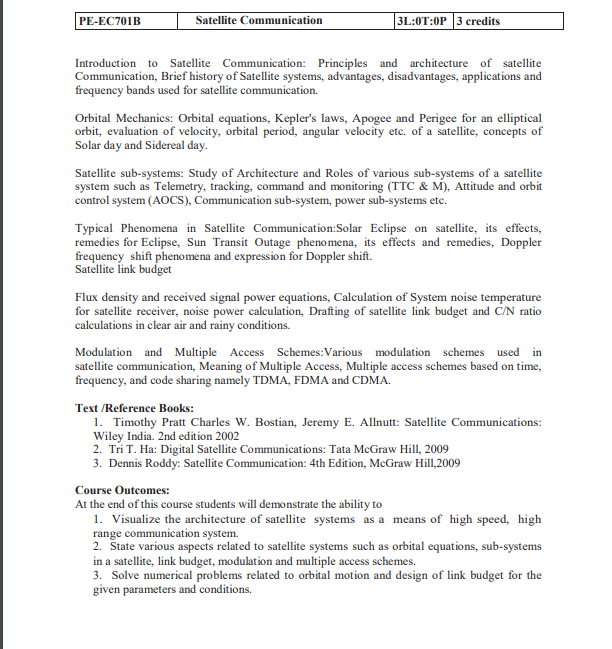 PE-EC701B Satellite Communication 3L:0T:0P 3 credits
Introduction to Satellite Communication: Principles and architecture of satellite
Communication, Brief history of Satellite systems, advantages, disadvantages, applications and
frequency bands used for satellite communication.
Orbital Mechanics: Orbital equations, Kepler's laws, Apogee and Perigee for an elliptical
orbit, evaluation of velocity, orbital period, angular velocity etc. of a satellite, concepts of
Solar day and Sidereal day.
Satellite sub-systems: Study of Architecture and Roles of various sub-systems of a satellite
system such as Telemetry, tracking, command and monitoring (TTC & M), Attitude and orbit
control system (AOCS), Communication sub-system, power sub-systems etc.
Typical Phenomena in Satellite Communication:Solar Eclipse on satellite, its effects,
remedies for Eclipse, Sun Transit Outage phenomena, its effects and remedies, Doppler
frequency shift phenomena and expression for Doppler shift.
Satellite link budget
Flux density and received signal power equations, Calculation of System noise temperature
for satellite receiver, noise power calculation, Drafting of satellite link budget and C/N ratio
calculations in clear air and rainy conditions.
Modulation and Multiple Access Schemes:Various modulation schemes used in
satellite communication, Meaning of Multiple Access, Multiple access schemes based on time,
frequency, and code sharing namely TDMA, FDMA and CDMA.
Text /Reference Books:
1. Timothy Pratt Charles W. Bostian, Jeremy E. Allnutt: Satellite Communications:
Wiley India. 2nd edition 2002
2. Tri T. Ha: Digital Satellite Communications: Tata McGraw Hill, 2009
3. Dennis Roddy: Satellite Communication: 4th Edition, McGraw Hill,2009
Course Outcomes:
At the end of this course students will demonstrate the ability to
1. Visualize the architecture of satellite systems as a means of high speed, high
range communication system.
2. State various aspects related to satellite systems such as orbital equations, sub-systems
in a satellite, link budget, modulation and multiple access schemes.
3. Solve numerical problems related to orbital motion and design of link budget for the
given parameters and conditions.